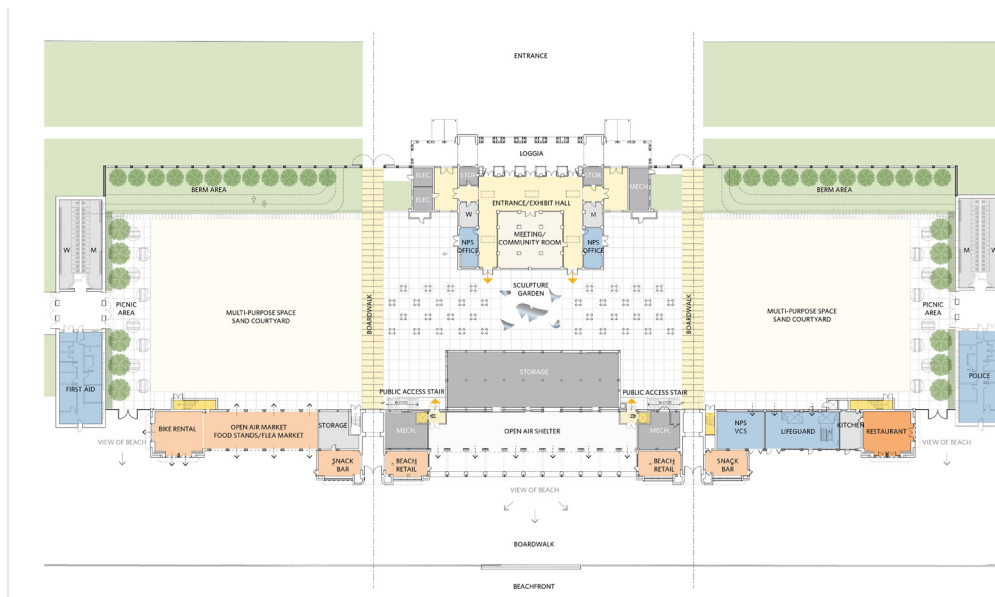 ENTRANCE
LOGGIA
ELEC.
STOR.
STOR.
MECH.
ELEC.
BERM AREA
ENTRANCE/EXHIBIT HALL
BERM AREA
W
M
W
M
M
W
NPS
OFFICE
MEETING/
COMMUNITY ROOM
NPS
OFFICE
SCULPTURE
GARDEN
PICNIC
AREA
MULTI-PURPOSE SPACE
SAND COURTYARD
BOARDWALK
BOARDWALK
MULTI-PURPOSE SPACE
SAND COURTYARD
PICNIC
AREA
STORAGE
FIRST AID
PUBLIC ACCESS STAIR
PUBLIC ACCESS STAIR
POLICE
BIKE RENTAL
OPEN AIR MARKET
FOOD STANDS/FLEA MARKET
STORAGE
MECH.
OPEN AIR SHELTER
MECH.
NPS
VCS
LIFEGUARD
KITCHEN
RESTAURANT
VIEW OF BEACH
VIEW OF BEACH
SNACK
BAR
BEACH
RETAIL
BEACH
RETAIL
SNACK
BAR
VIEW OF BEACH
BOARDWALK
BEACHFRONT